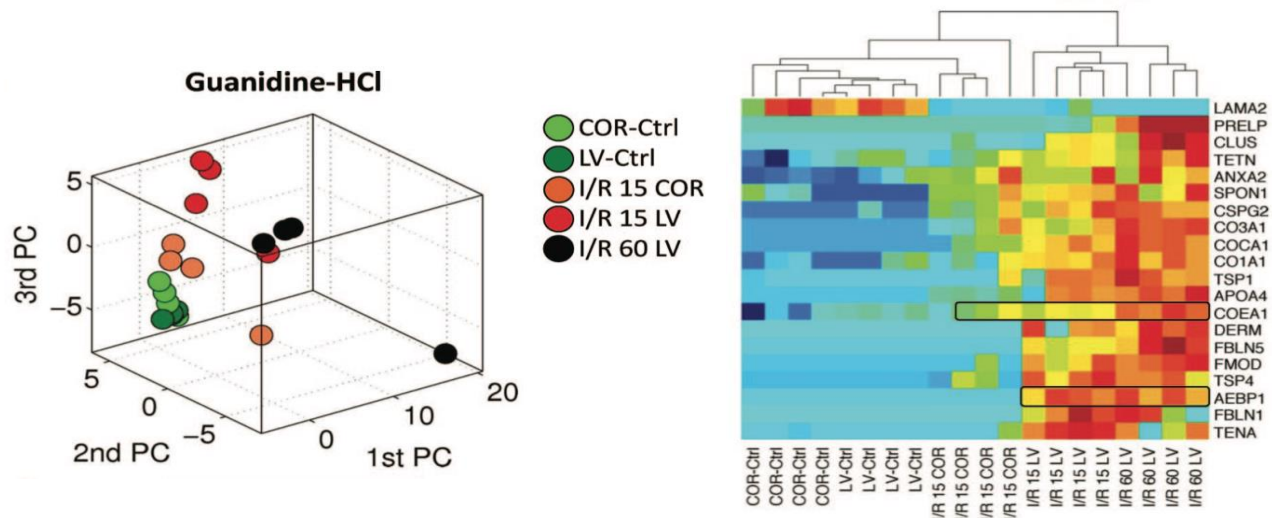 Guanidine-HCl
5
0
−5
3rd PC
5
0
−5
2nd PC
0
10
20
1st PC
COR-Ctrl
LV-Ctrl
I/R 15 COR
I/R 15 LV
I/R 60 LV
LAMA2
PRELP
CLUS
TETN
ANXA2
SPON1
CSPG2
CO3A1
COCA1
CO1A1
TSP1
APOA4
COEA1
DERM
FBLN5
FMOD
TSP4
AEBP1
FBLN1
TENA
COR-Ctrl
COR-Ctrl
COR-Ctrl
COR-Ctrl
LV-Ctrl
LV-Ctrl
LV-Ctrl
LV-Ctrl
/R 15 COR
/R 15 COR
/R 15 COR
/R 15 COR
I/R 15 LV
I/R 15 LV
I/R 15 LV
I/R 15 LV
I/R 60 LV
I/R 60 LV
I/R 60 LV
I/R 60 LV